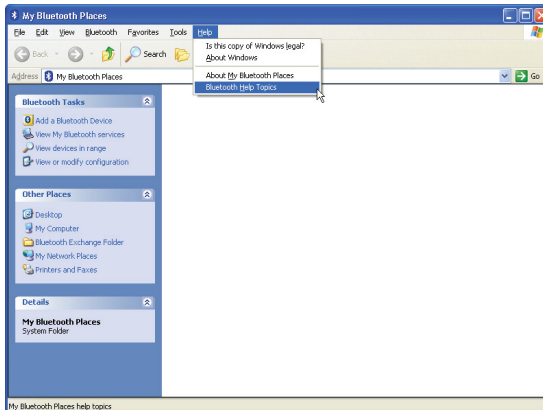 My Bluetooth Places
File Edit View Bluetooth Favorites Tools Help
Back Search
Address My Bluetooth Places Go
Is this copy of Windows legal?
About Windows
About My Bluetooth Places
Bluetooth Help Topics
Bluetooth Tasks
Add a Bluetooth Device
View My Bluetooth services
View devices in range
View or modify configuration
Other Places
Desktop
My Computer
Bluetooth Exchange Folder
My Network Places
Printers and Faxes
Details
My Bluetooth Places
System Folder
My Bluetooth Places help topics